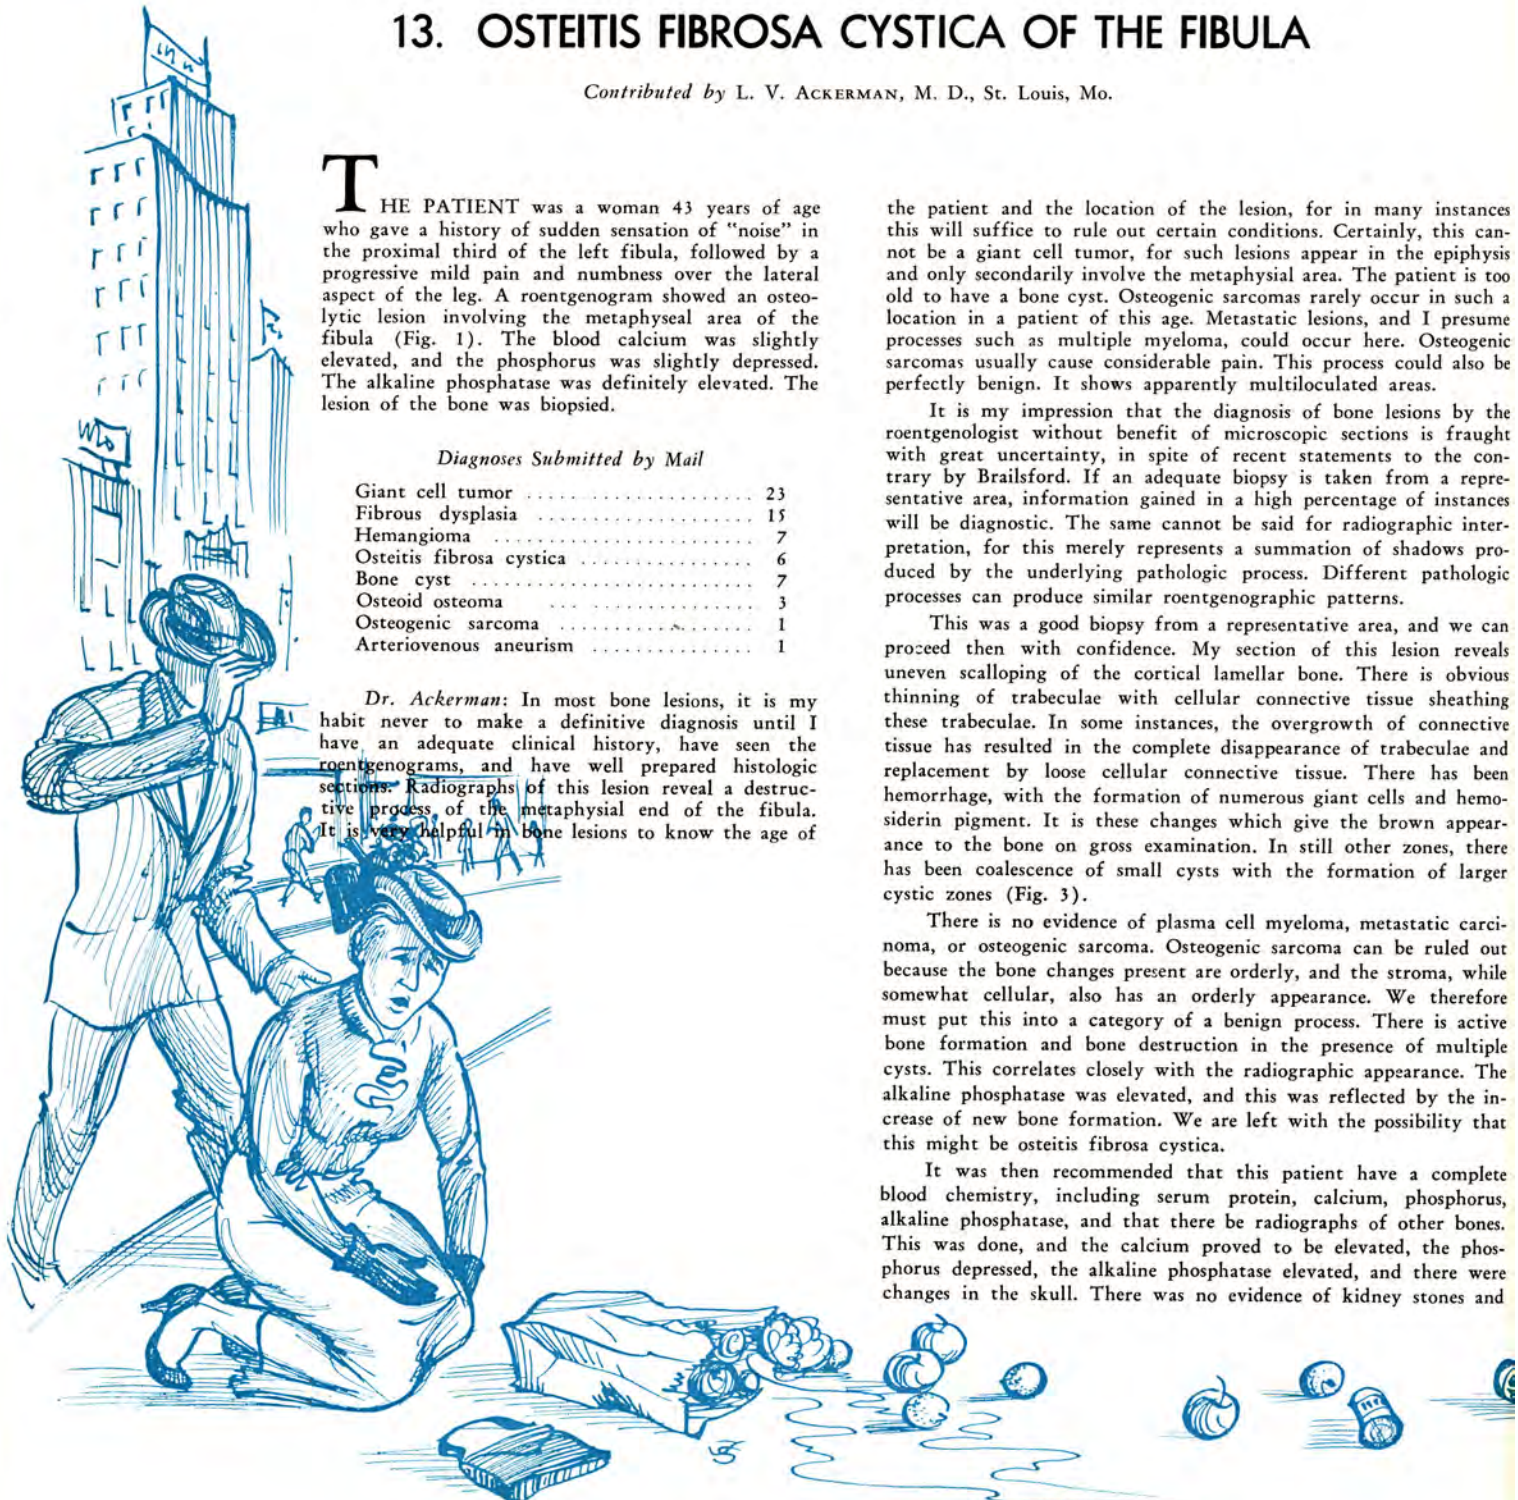 13. OSTEITIS FIBROSA CYSTICA OF THE FIBULA
Contributed by L. V. ACKERMAN, M. D., St. Louis, Mo.
THE PATIENT was a woman 43 years of age
who gave a history of sudden sensation of "noise" in
the proximal third of the left fibula, followed by a
progressive mild pain and numbness over the lateral
aspect of the leg. A roentgenogram showed an osteo-
lytic lesion involving the metaphyseal area of the
fibula (Fig. 1). The blood calcium was slightly
elevated, and the phosphorus was slightly depressed.
The alkaline phosphatase was definitely elevated. The
lesion of the bone was biopsied.
Diagnoses Submitted by Mail
Giant cell tumor ...................... 23
Fibrous dysplasia .................... 15
Hemangioma ........................ 7
Osteitis fibrosa cystica ................ 6
Bone cyst .......................... 7
Osteoid osteoma ................... 3
Osteogenic sarcoma .................. 1
Arteriovenous aneurism ............... 1
Dr. Ackerman: In most bone lesions, it is my
habit never to make a definitive diagnosis until I
have an adequate clinical history, have seen the
roentgenograms, and have well prepared histologic
sections. Radiographs of this lesion reveal a destruc-
tive process of the metaphysial end of the fibula.
It is very helpful in bone lesions to know the age of
the patient and the location of the lesion, for in many instances
this will suffice to rule out certain conditions. Certainly, this can-
not be a giant cell tumor, for such lesions appear in the epiphysis
and only secondarily involve the metaphysial area. The patient is too
old to have a bone cyst. Osteogenic sarcomas rarely occur in such a
location in a patient of this age. Metastatic lesions, and I presume
processes such as multiple myeloma, could occur here. Osteogenic
sarcomas usually cause considerable pain. This process could also be
perfectly benign. It shows apparently multiloculated areas.
It is my impression that the diagnosis of bone lesions by the
roentgenologist without benefit of microscopic sections is fraught
with great uncertainty, in spite of recent statements to the con-
trary by Brailsford. If an adequate biopsy is taken from a repre-
sentative area, information gained in a high percentage of instances
will be diagnostic. The same cannot be said for radiographic inter-
pretation, for this merely represents a summation of shadows pro-
duced by the underlying pathologic process. Different pathologic
processes can produce similar roentgenographic patterns.
This was a good biopsy from a representative area, and we can
proceed then with confidence. My section of this lesion reveals
uneven scalloping of the cortical lamellar bone. There is obvious
thinning of trabeculae with cellular connective tissue sheathing
these trabeculae. In some instances, the overgrowth of connective
tissue has resulted in the complete disappearance of trabeculae and
replacement by loose cellular connective tissue. There has been
hemorrhage, with the formation of numerous giant cells and hemo-
siderin pigment. It is these changes which give the brown appear-
ance to the bone on gross examination. In still other zones, there
has been coalescence of small cysts with the formation of larger
cystic zones (Fig. 3).
There is no evidence of plasma cell myeloma, metastatic carci-
noma, or osteogenic sarcoma. Osteogenic sarcoma can be ruled out
because the bone changes present are orderly, and the stroma, while
somewhat cellular, also has an orderly appearance. We therefore
must put this into a category of a benign process. There is active
bone formation and bone destruction in the presence of multiple
cysts. This correlates closely with the radiographic appearance. The
alkaline phosphatase was elevated, and this was reflected by the in-
crease of new bone formation. We are left with the possibility that
this might be osteitis fibrosa cystica.
It was then recommended that this patient have a complete
blood chemistry, including serum protein, calcium, phosphorus,
alkaline phosphatase, and that there be radiographs of other bones.
This was done, and the calcium proved to be elevated, the phos-
phorus depressed, the alkaline phosphatase elevated, and there were
changes in the skull. There was no evidence of kidney stones and